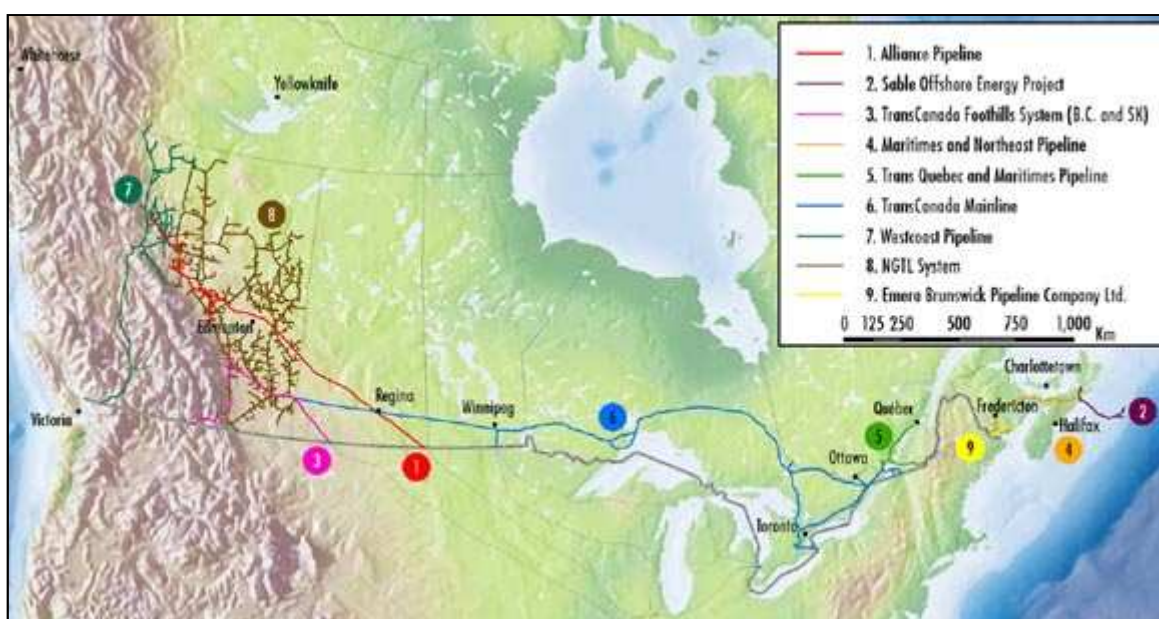 Whitehorse
Yellowknife
1. Alliance Pipeline
2. Sable Offshore Energy Project
3. TransCanada Foothills System (B.C. and SK)
4. Maritimes and Northeast Pipeline
5. Trans Quebec and Maritimes Pipeline
6. TransCanada Mainline
7. Westcoast Pipeline
8. NGTL System
9. Emera Brunswick Pipeline Company Ltd.
0 125 250 500 750 1,000 Km
7
8
Edmonton
Victoria
Regina
Winnipeg
6
Charlottetown
Québec
Fredericton
Halifax
2
3
1
5
Ottawa
9
4
Toronto